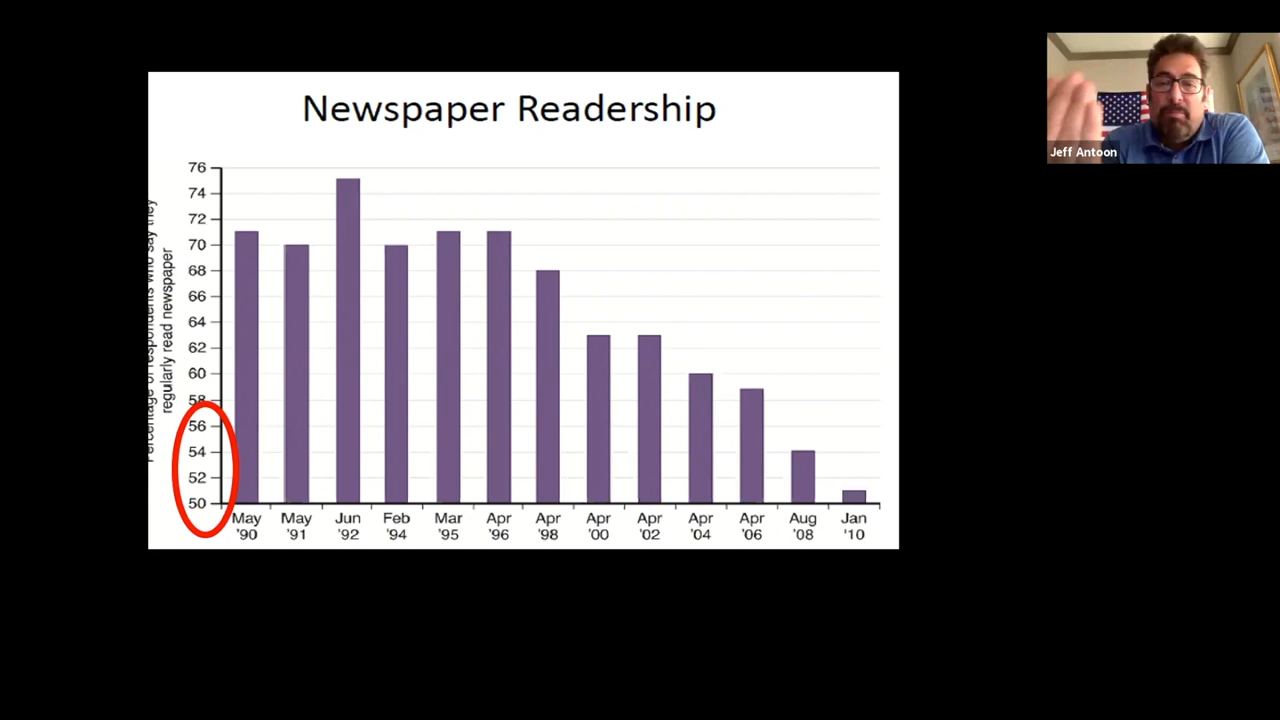 Newspaper Readership
Jeff Antoon
76
74
72
70
68
66
64
62
60
58
56
54
52
50
Percentage of respondents who say they
regularly read newspaper
May May Jun Feb Mar Apr Apr Apr Apr Apr Apr Aug Jan
'90 '91 '92 '94 '95 '96 '98 '00 '02 '04 '06 '08 '10